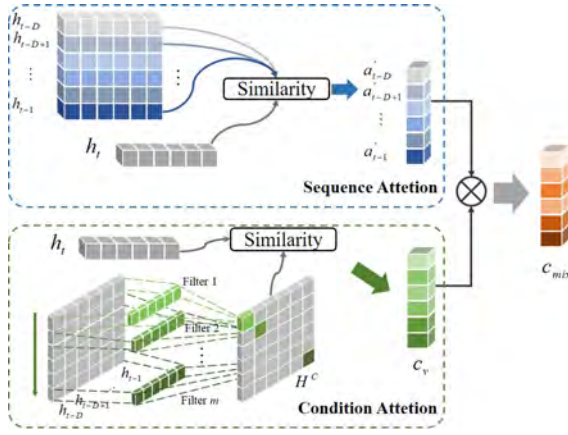 h_{t-D}
h_{t-D+1}
⋮
h_{t-1}
h_t
⋮
Similarity
a'_{t-D}
a'_{t-D+1}
⋮
a'_{t-1}
Sequence Attetion
c_{mix}
h_t
Similarity
Filter 1
Filter 2
⋮
Filter m
h_{t-1}
h_{t-D+1}
h_{t-D}
H^C
c_v
Condition Attetion